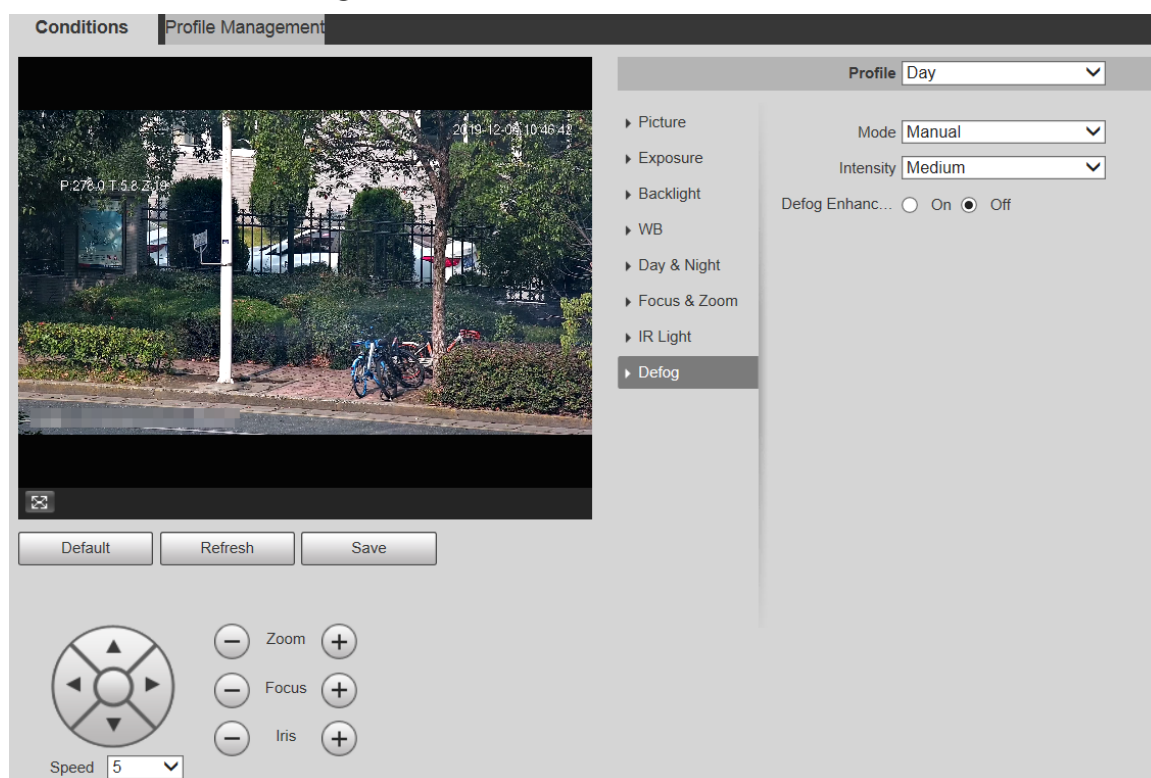 Conditions
Profile Management
Profile Day
2019-12-04 10:46:42
P:278.0 T:5.8 Z:19
Picture
Exposure
Backlight
WB
Day & Night
Focus & Zoom
IR Light
Defog
Mode Manual
Intensity Medium
Defog Enhanc... On Off
Default Refresh Save
Zoom
Focus
Iris
Speed 5